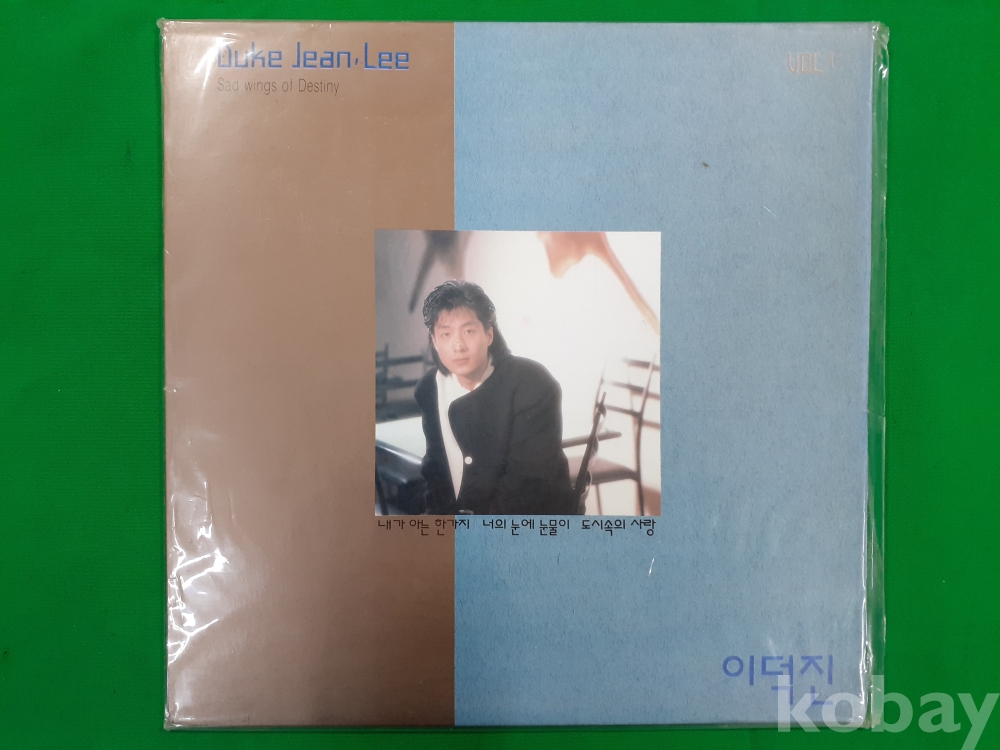 Duke Jean, Lee
Sad wings of Destiny
VOL 1
내가 아는 한가지 너의 눈에 눈물이 도시속의 사랑
이덕진
kobay